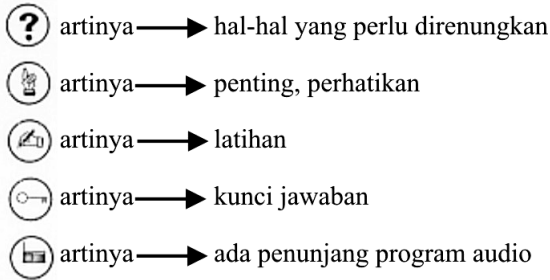 ? artinya hal-hal yang perlu direnungkan
artinya penting, perhatikan
artinya latihan
artinya kunci jawaban
artinya ada penunjang program audio